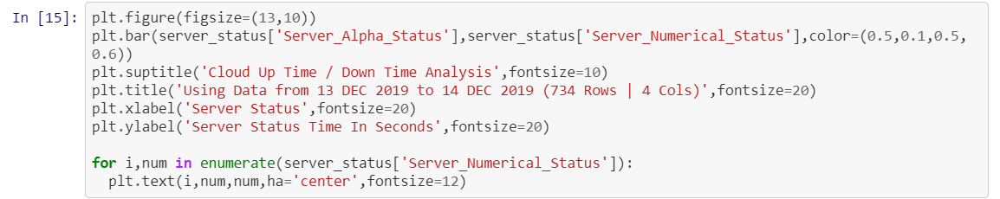 In [15]: plt.figure(figsize=(13,10))
plt.bar(server_status['Server_Alpha_Status'],server_status['Server_Numerical_Status'],color=(0.5,0.1,0.5,
0.6))
plt.suptitle('Cloud Up Time / Down Time Analysis',fontsize=10)
plt.title('Using Data from 13 DEC 2019 to 14 DEC 2019 (734 Rows | 4 Cols)',fontsize=20)
plt.xlabel('Server Status',fontsize=20)
plt.ylabel('Server Status Time In Seconds',fontsize=20)

for i,num in enumerate(server_status['Server_Numerical_Status']):
  plt.text(i,num,num,ha='center',fontsize=12)